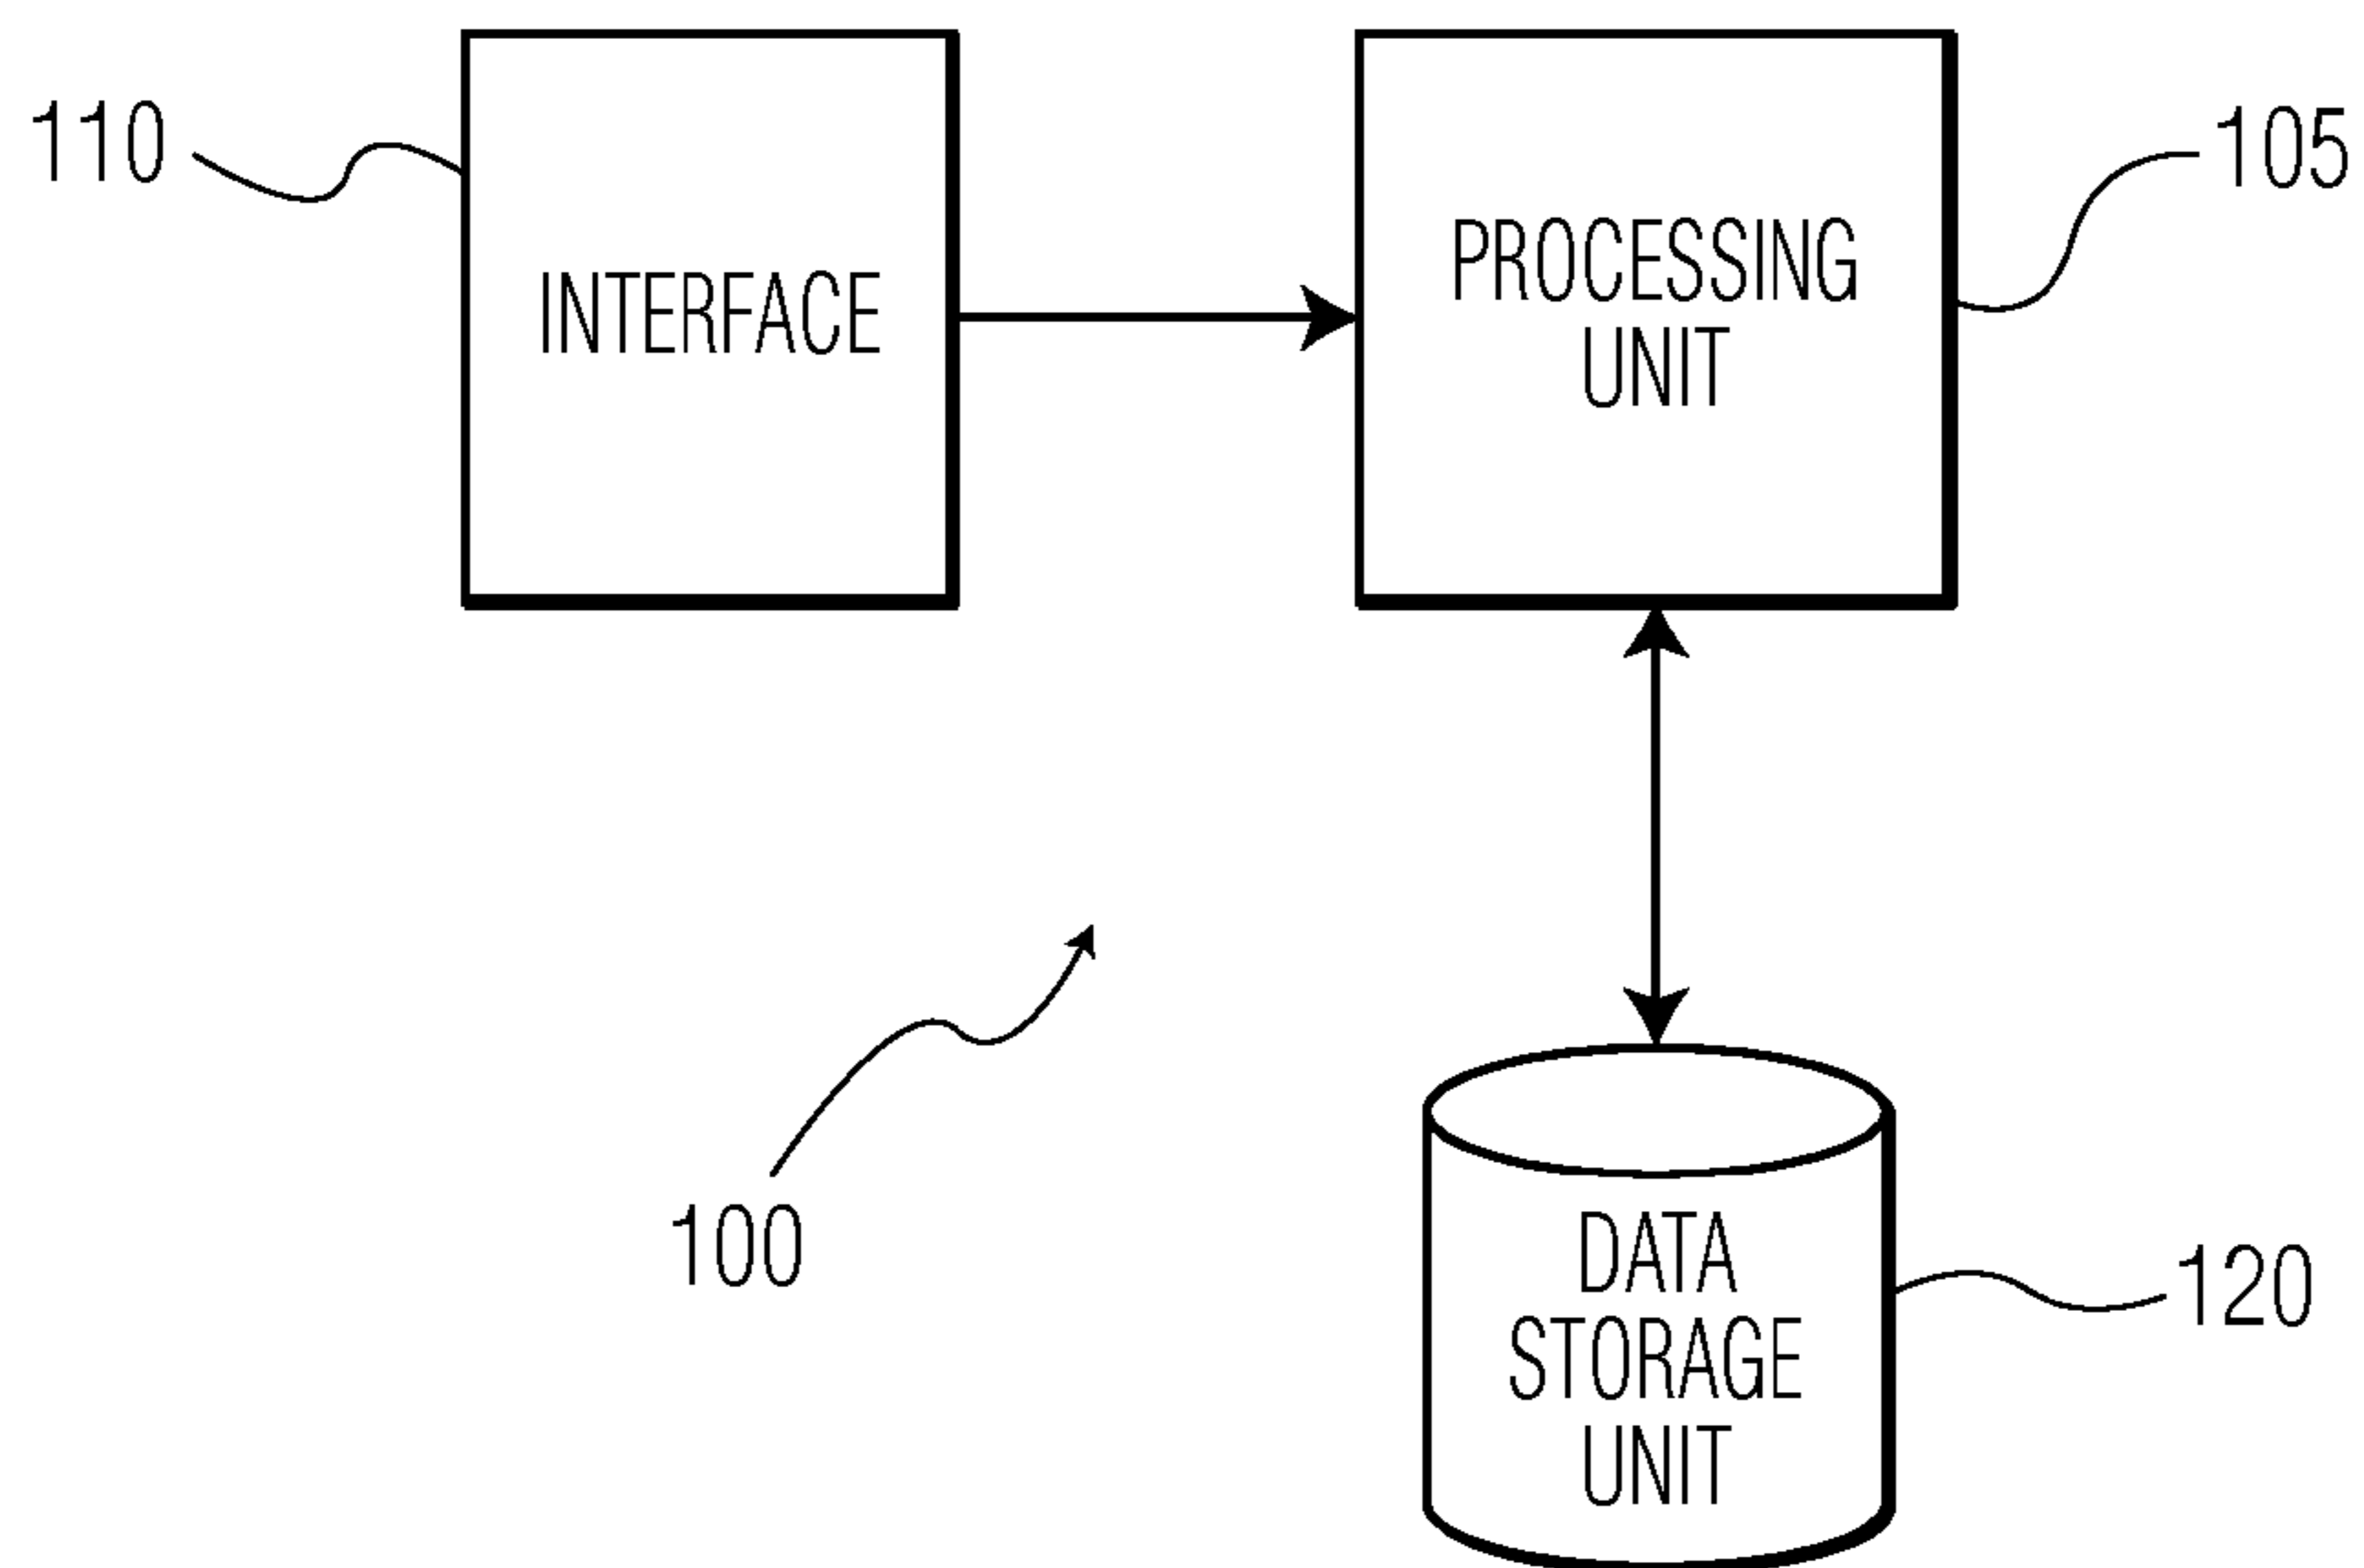 110
INTERFACE
PROCESSING
UNIT
105
100
DATA
STORAGE
UNIT
120